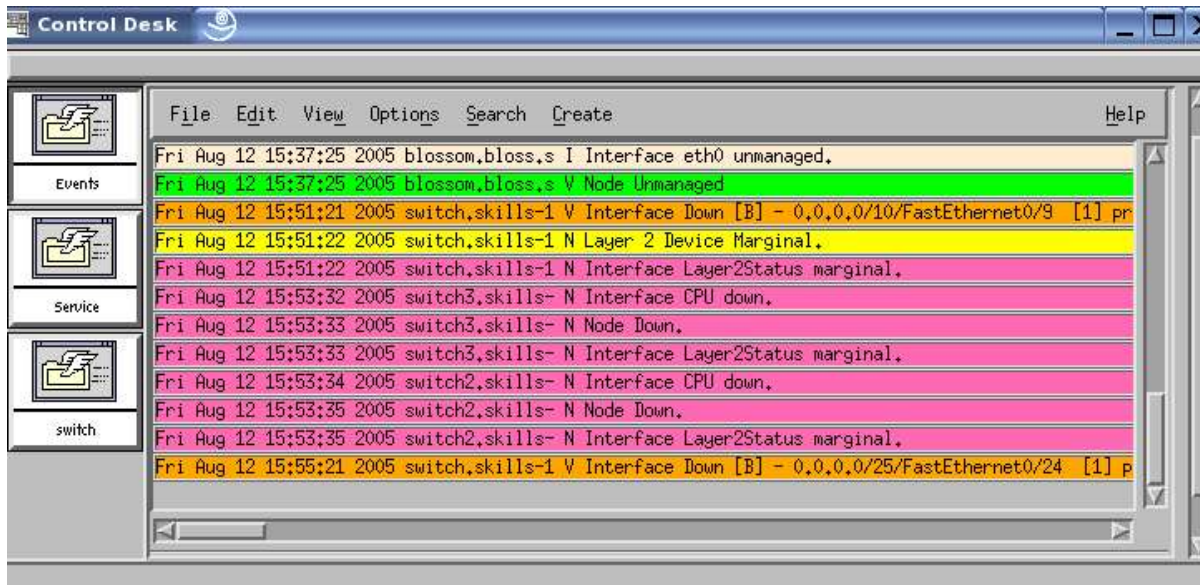 Control Desk
File Edit View Options Search Create Help
Fri Aug 12 15:37:25 2005 blossom.bloss.s I Interface eth0 unmanaged.
Fri Aug 12 15:37:25 2005 blossom.bloss.s V Node Unmanaged
Fri Aug 12 15:51:21 2005 switch.skills-1 V Interface Down [B] - 0.0.0.0/10/FastEthernet0/9 [1] pr
Fri Aug 12 15:51:22 2005 switch.skills-1 N Layer 2 Device Marginal.
Fri Aug 12 15:51:22 2005 switch.skills-1 N Interface Layer2Status marginal.
Fri Aug 12 15:53:32 2005 switch3.skills- N Interface CPU down.
Fri Aug 12 15:53:33 2005 switch3.skills- N Node Down.
Fri Aug 12 15:53:33 2005 switch3.skills- N Interface Layer2Status marginal.
Fri Aug 12 15:53:34 2005 switch2.skills- N Interface CPU down.
Fri Aug 12 15:53:35 2005 switch2.skills- N Node Down.
Fri Aug 12 15:53:35 2005 switch2.skills- N Interface Layer2Status marginal.
Fri Aug 12 15:55:21 2005 switch.skills-1 V Interface Down [B] - 0.0.0.0/25/FastEthernet0/24 [1] p
Events
Service
switch